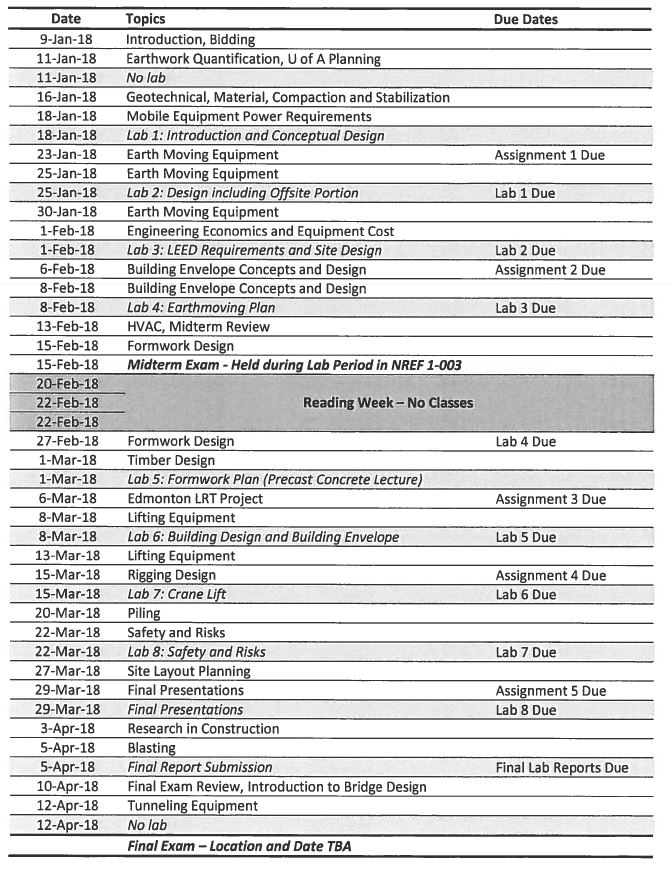 Date Topics Due Dates
9-Jan-18 Introduction, Bidding
11-Jan-18 Earthwork Quantification, U of A Planning
11-Jan-18 No lab
16-Jan-18 Geotechnical, Material, Compaction and Stabilization
18-Jan-18 Mobile Equipment Power Requirements
18-Jan-18 Lab 1: Introduction and Conceptual Design
23-Jan-18 Earth Moving Equipment Assignment 1 Due
25-Jan-18 Earth Moving Equipment
25-Jan-18 Lab 2: Design including Offsite Portion Lab 1 Due
30-Jan-18 Earth Moving Equipment
1-Feb-18 Engineering Economics and Equipment Cost
1-Feb-18 Lab 3: LEED Requirements and Site Design Lab 2 Due
6-Feb-18 Building Envelope Concepts and Design Assignment 2 Due
8-Feb-18 Building Envelope Concepts and Design
8-Feb-18 Lab 4: Earthmoving Plan Lab 3 Due
13-Feb-18 HVAC, Midterm Review
15-Feb-18 Formwork Design
15-Feb-18 Midterm Exam - Held during Lab Period in NREF 1-003
20-Feb-18
22-Feb-18 Reading Week – No Classes
22-Feb-18
27-Feb-18 Formwork Design Lab 4 Due
1-Mar-18 Timber Design
1-Mar-18 Lab 5: Formwork Plan (Precast Concrete Lecture)
6-Mar-18 Edmonton LRT Project Assignment 3 Due
8-Mar-18 Lifting Equipment
8-Mar-18 Lab 6: Building Design and Building Envelope Lab 5 Due
13-Mar-18 Lifting Equipment
15-Mar-18 Rigging Design Assignment 4 Due
15-Mar-18 Lab 7: Crane Lift Lab 6 Due
20-Mar-18 Piling
22-Mar-18 Safety and Risks
22-Mar-18 Lab 8: Safety and Risks Lab 7 Due
27-Mar-18 Site Layout Planning
29-Mar-18 Final Presentations Assignment 5 Due
29-Mar-18 Final Presentations Lab 8 Due
3-Apr-18 Research in Construction
5-Apr-18 Blasting
5-Apr-18 Final Report Submission Final Lab Reports Due
10-Apr-18 Final Exam Review, Introduction to Bridge Design
12-Apr-18 Tunneling Equipment
12-Apr-18 No lab
Final Exam – Location and Date TBA